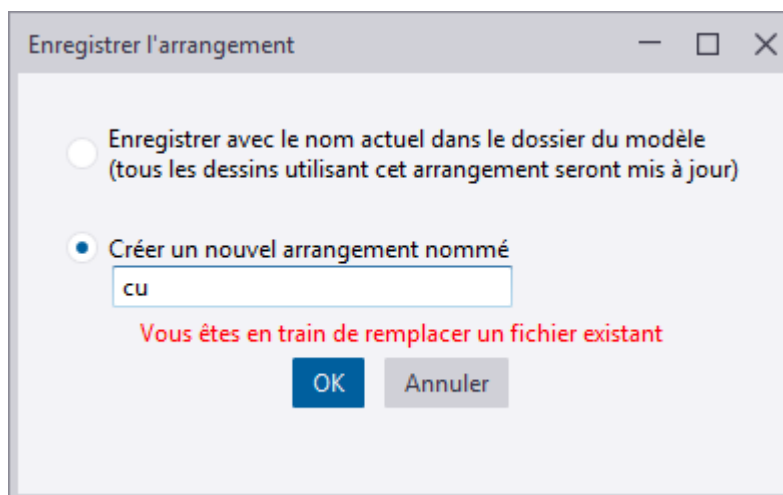 Enregistrer l'arrangement
Enregistrer avec le nom actuel dans le dossier du modèle
(tous les dessins utilisant cet arrangement seront mis à jour)
Créer un nouvel arrangement nommé
cu
Vous êtes en train de remplacer un fichier existant
OK Annuler